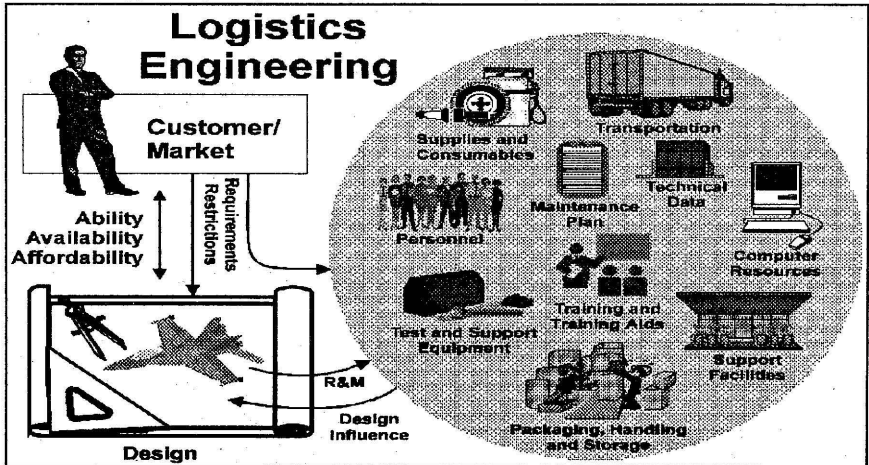 Logistics
Engineering
Customer/
Market
Ability
Availability
Affordability
Requirements
Restrictions
R&M
Design
Influence
Design
Supplies and
Consumables
Transportation
Maintenance
Plan
Technical
Data
Personnel
Computer
Resources
Training and
Training Aids
Test and Support
Equipment
Support
Facilities
Packaging, Handling
and Storage